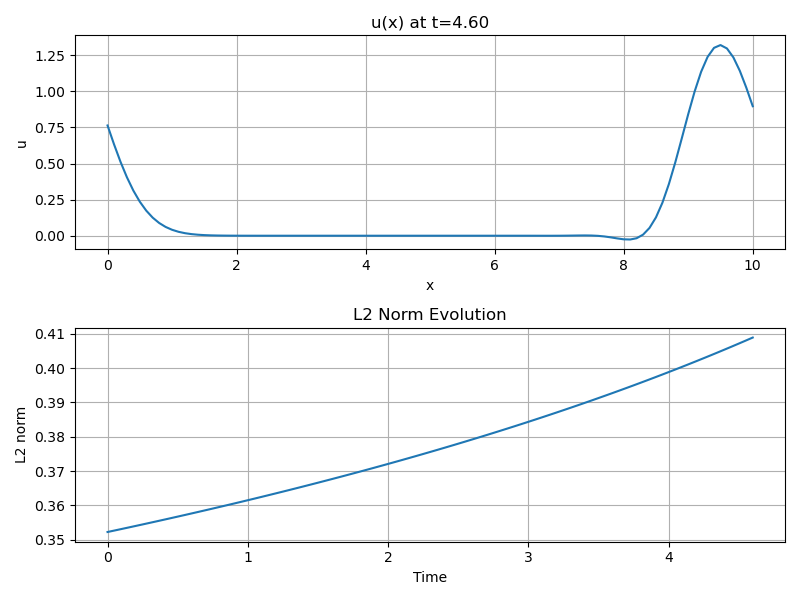 u(x) at t=4.60
1.25
1.00
0.75
0.50
0.25
0.00
u
0 2 4 6 8 10
x
L2 Norm Evolution
0.41
0.40
0.39
0.38
0.37
0.36
0.35
L2 norm
0 1 2 3 4
Time